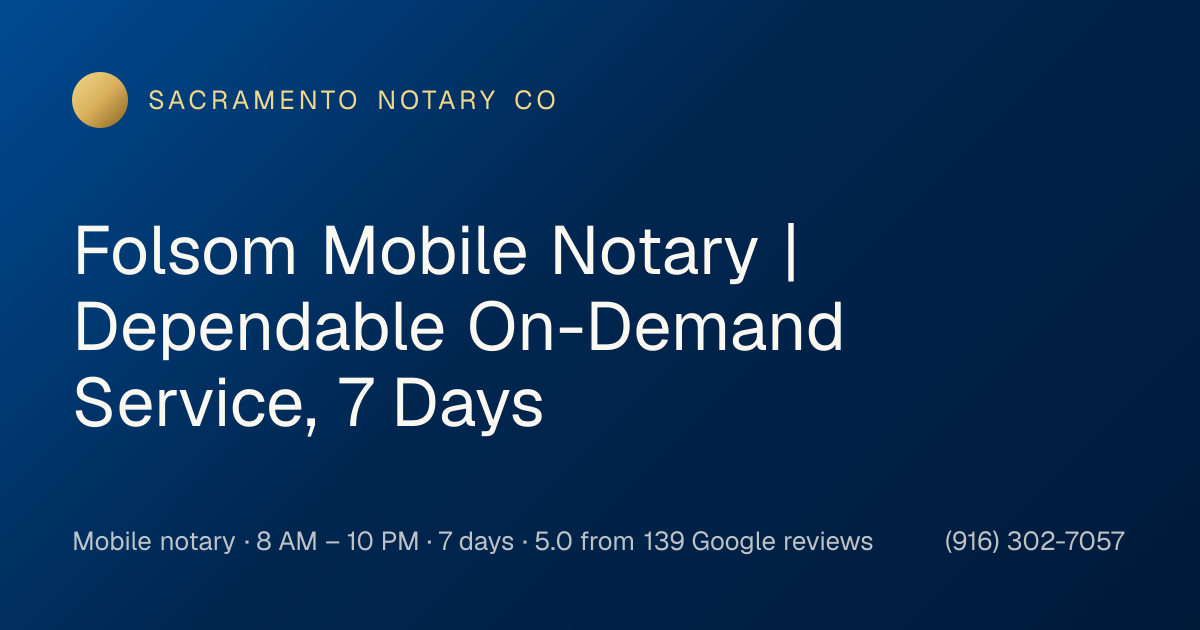 SACRAMENTO NOTARY CO
Folsom Mobile Notary |
Dependable On-Demand
Service, 7 Days
Mobile notary · 8 AM – 10 PM · 7 days · 5.0 from 139 Google reviews
(916) 302-7057